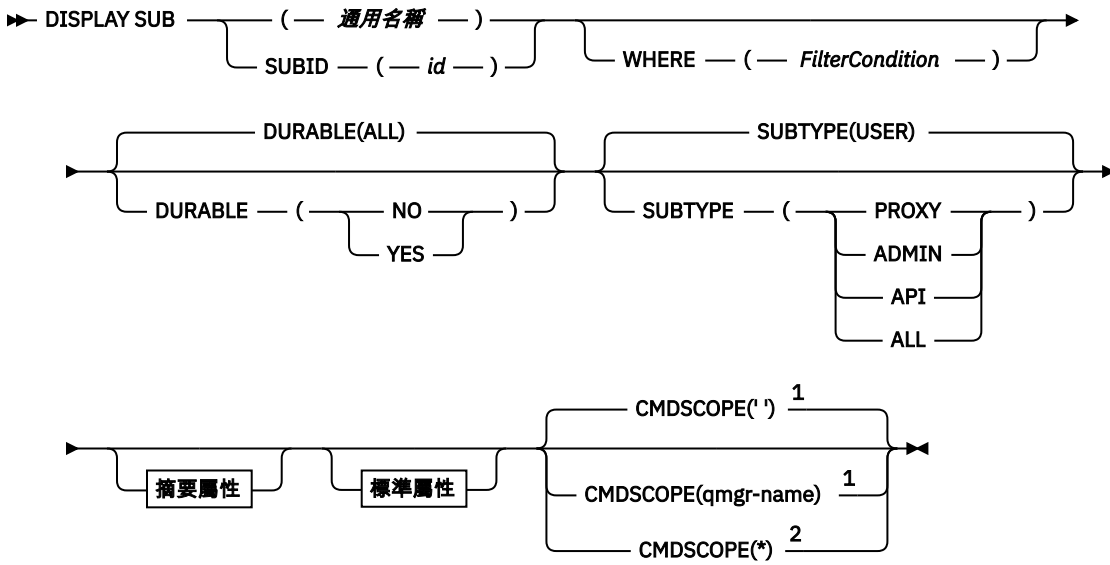 DISPLAY SUB ( 通用名稱 )
SUBID ( id )
WHERE ( FilterCondition )
DURABLE(ALL)
DURABLE ( NO )
YES
SUBTYPE(USER)
SUBTYPE ( PROXY )
ADMIN
API
ALL
摘要屬性
標準屬性
CMDSCOPE(' ') 1
CMDSCOPE(qmgr-name) 1
CMDSCOPE(*) 2